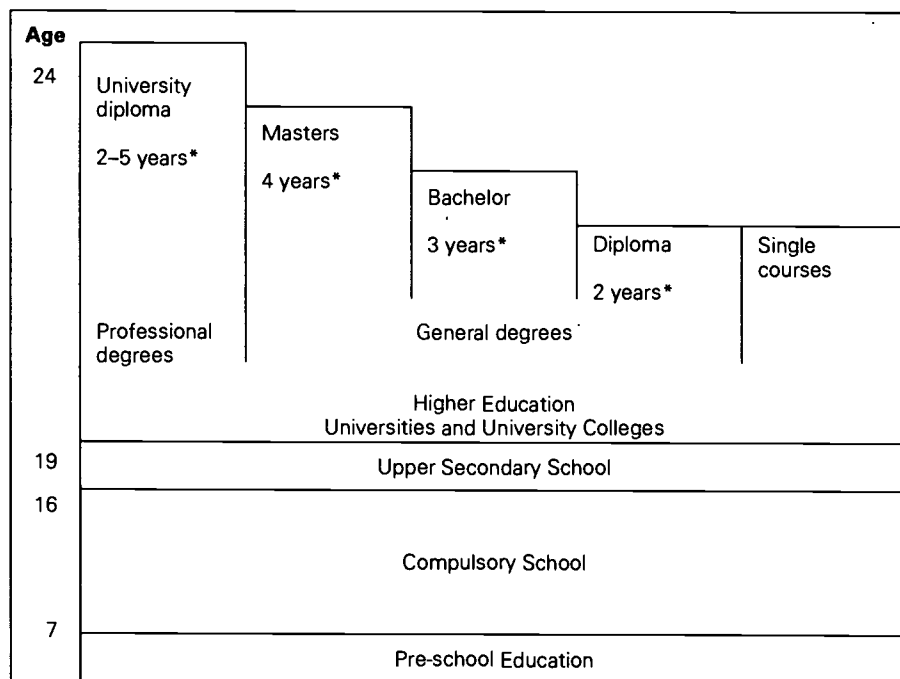 Age
24
University
diploma
2–5 years*
Masters
4 years*
Bachelor
3 years*
Diploma
2 years*
Single
courses
Professional
degrees
General degrees
Higher Education
Universities and University Colleges
19
Upper Secondary School
16
Compulsory School
7
Pre-school Education